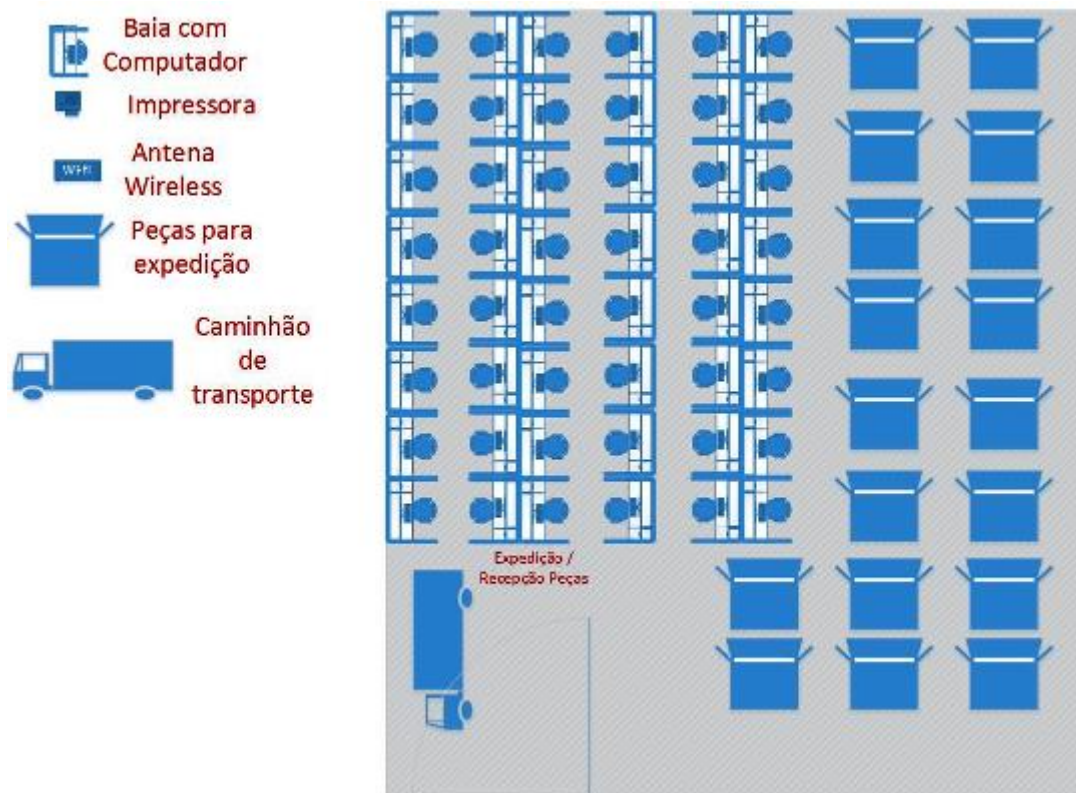 Baia com
Computador
Impressora
Antena
Wireless
Peças para
expedição
Caminhão
de
transporte
Expedição /
Recepção Peças